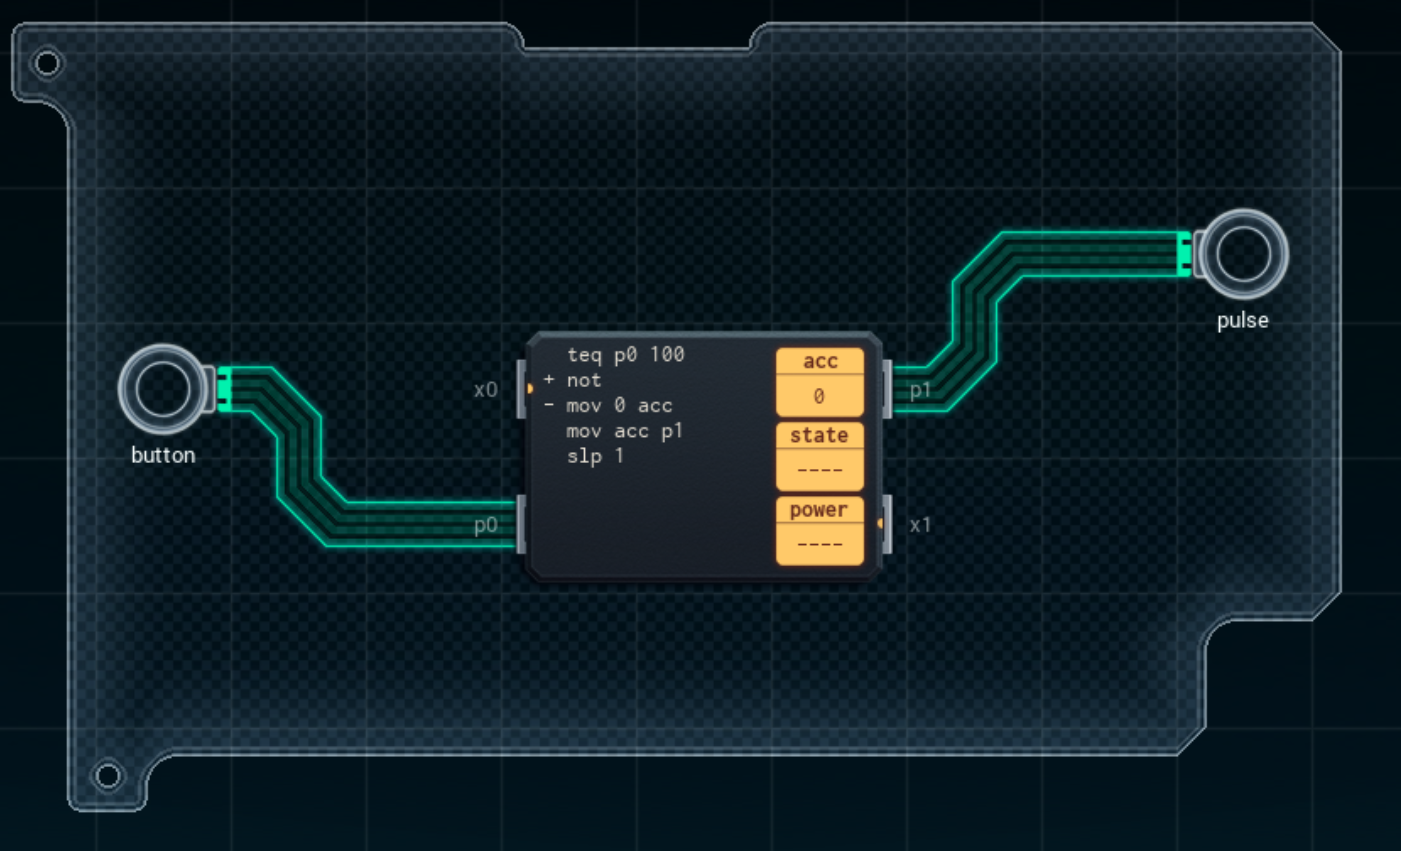 button
x0
p0
teq p0 100
+ not
- mov 0 acc
mov acc p1
slp 1
acc
0
state
----
power
----
p1
x1
pulse